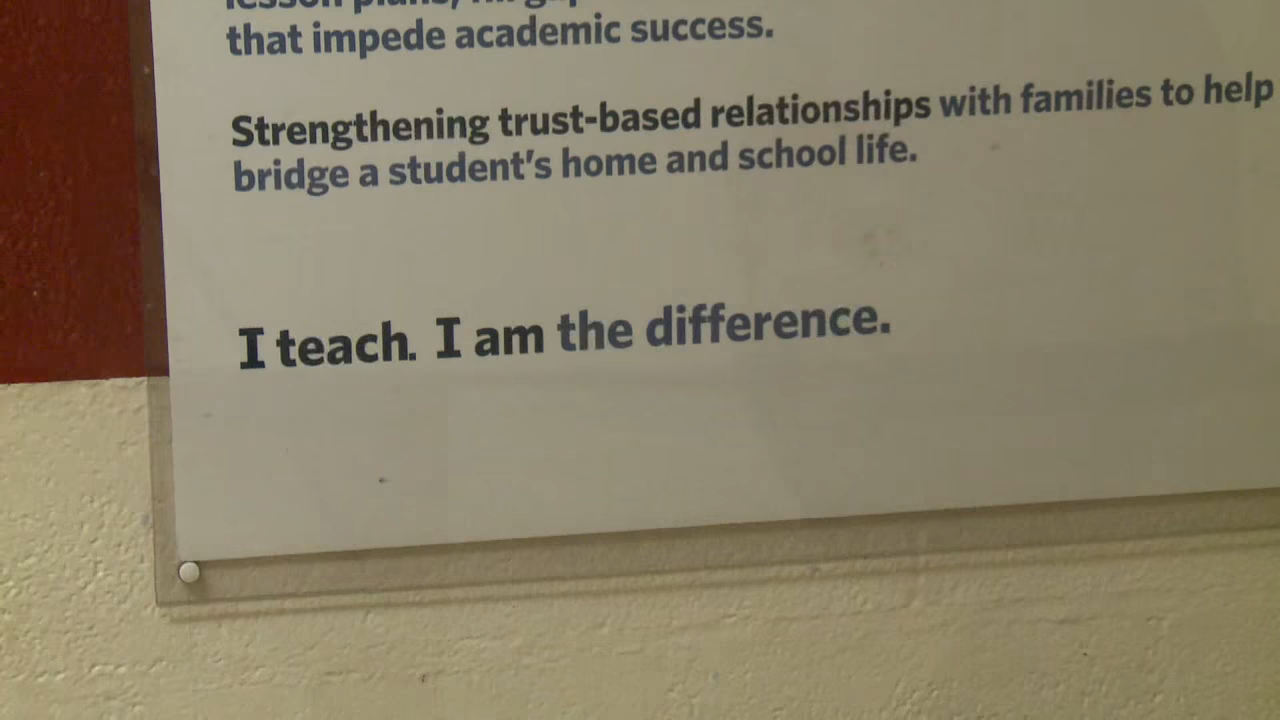 that impede academic success.
Strengthening trust-based relationships with families to help
bridge a student's home and school life.
I teach. I am the difference.